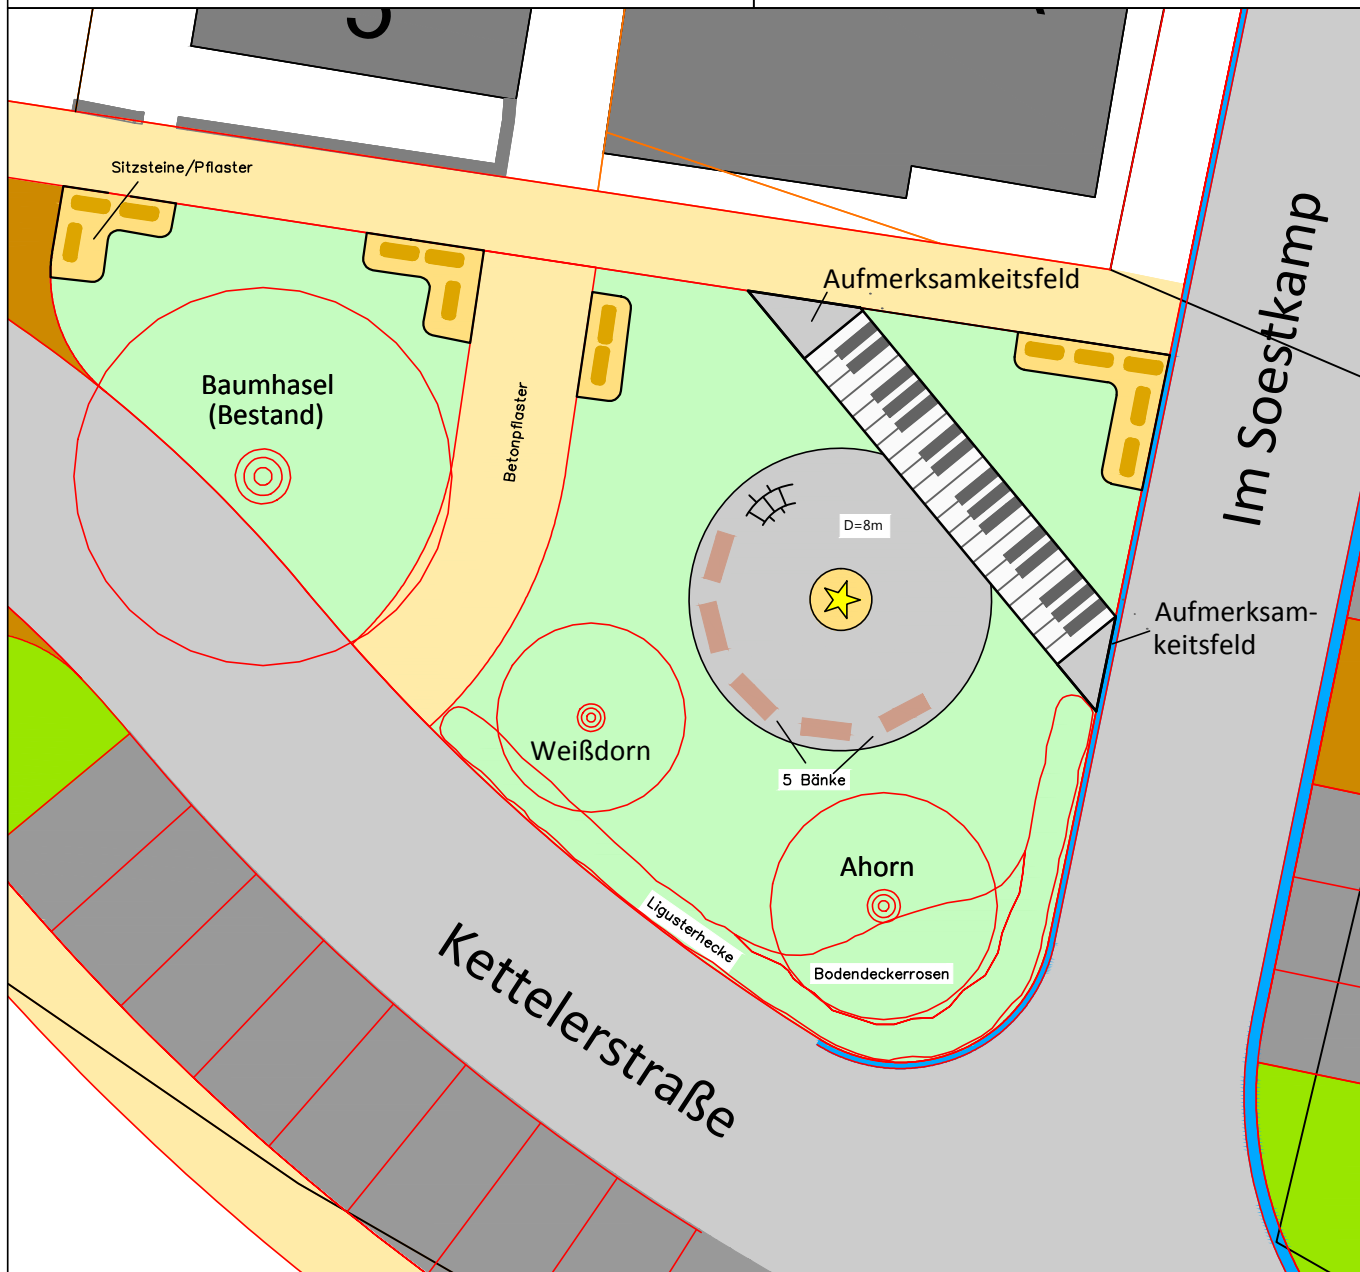 Sitzsteine/Pflaster
Aufmerksamkeitsfeld
Im Soestkamp
Baumhasel
(Bestand)
Betonpflaster
D=8m
Aufmerksam-
keitsfeld
Weißdorn
5 Bänke
Ahorn
Ligusterhecke
Bodendeckerrosen
Kettelerstraße